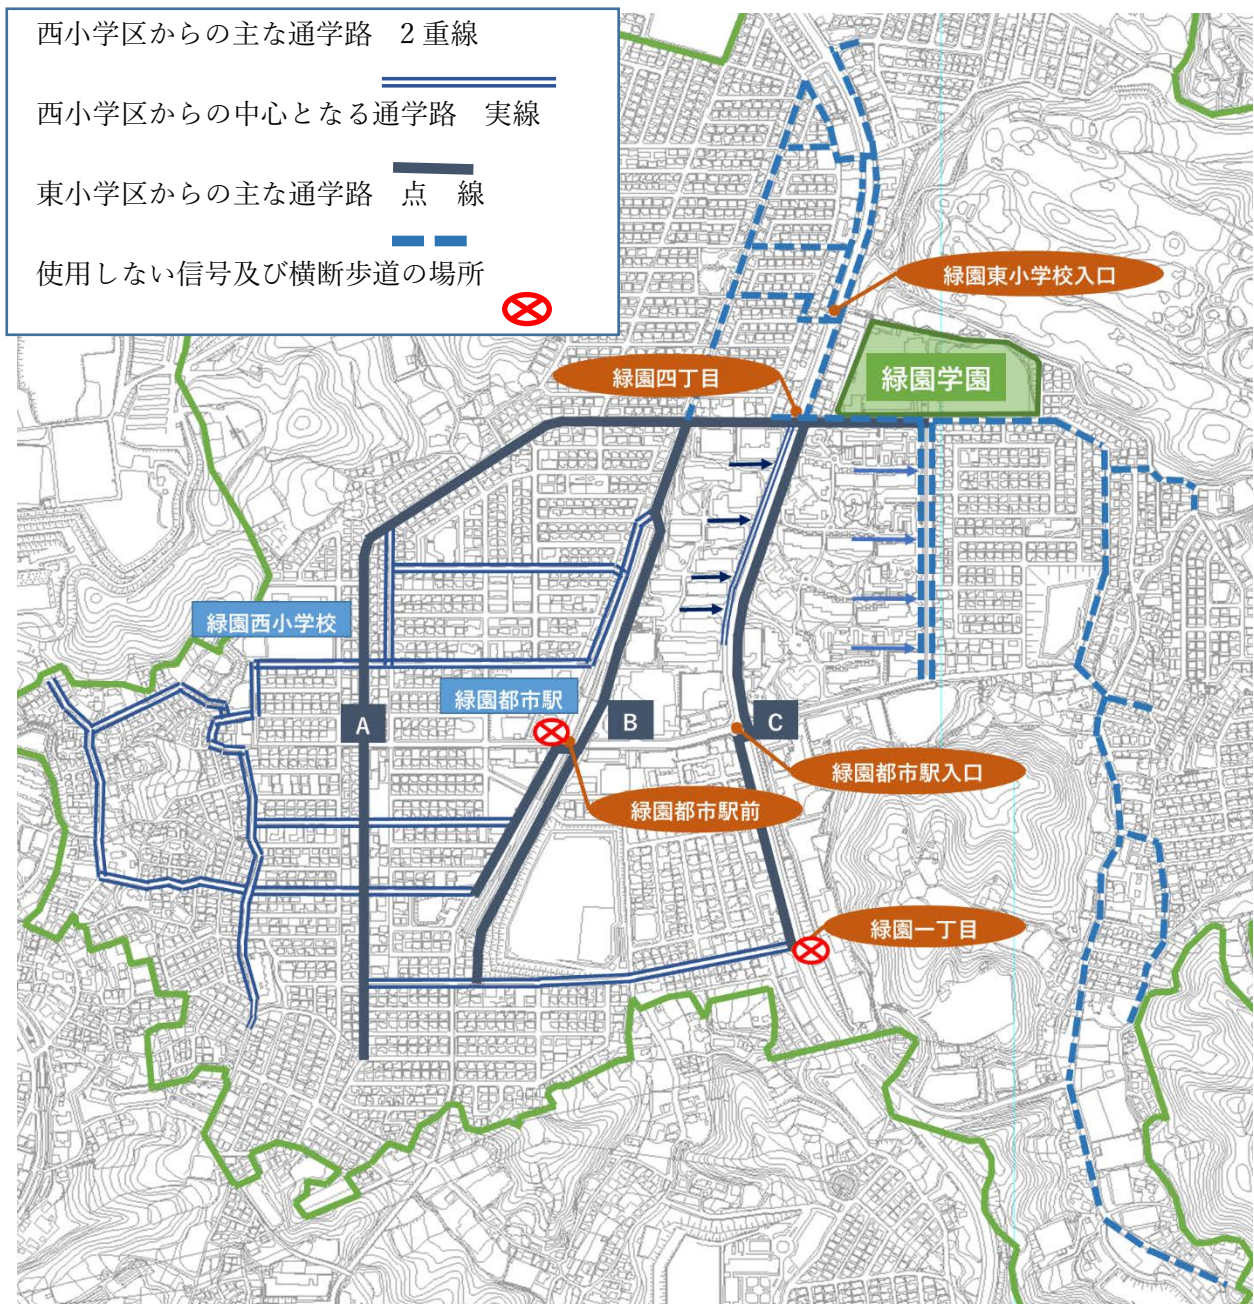 西小学区からの主な通学路　2重線
西小学区からの中心となる通学路　実線
東小学区からの主な通学路　点　線
使用しない信号及び横断歩道の場所
緑園東小学校入口
緑園四丁目
緑園学園
緑園西小学校
緑園都市駅
A
B
C
緑園都市駅入口
緑園都市駅前
緑園一丁目